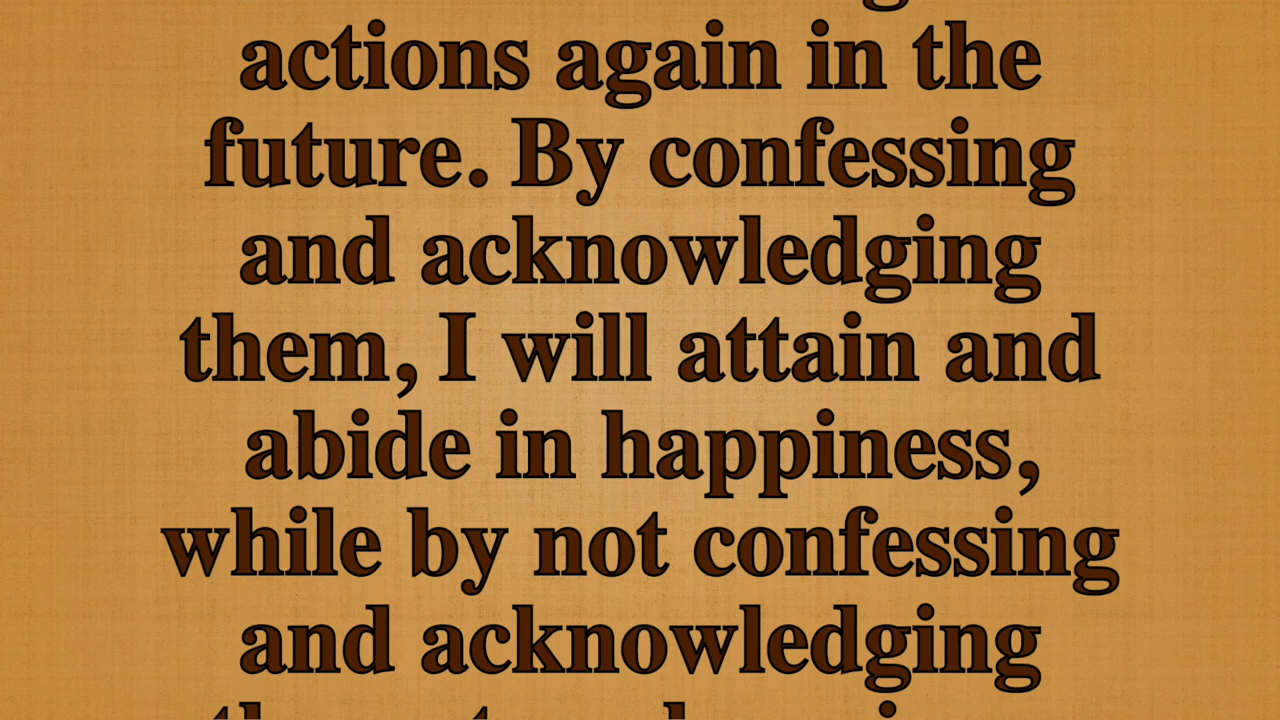 actions again in the
future. By confessing
and acknowledging
them, I will attain and
abide in happiness,
while by not confessing
and acknowledging